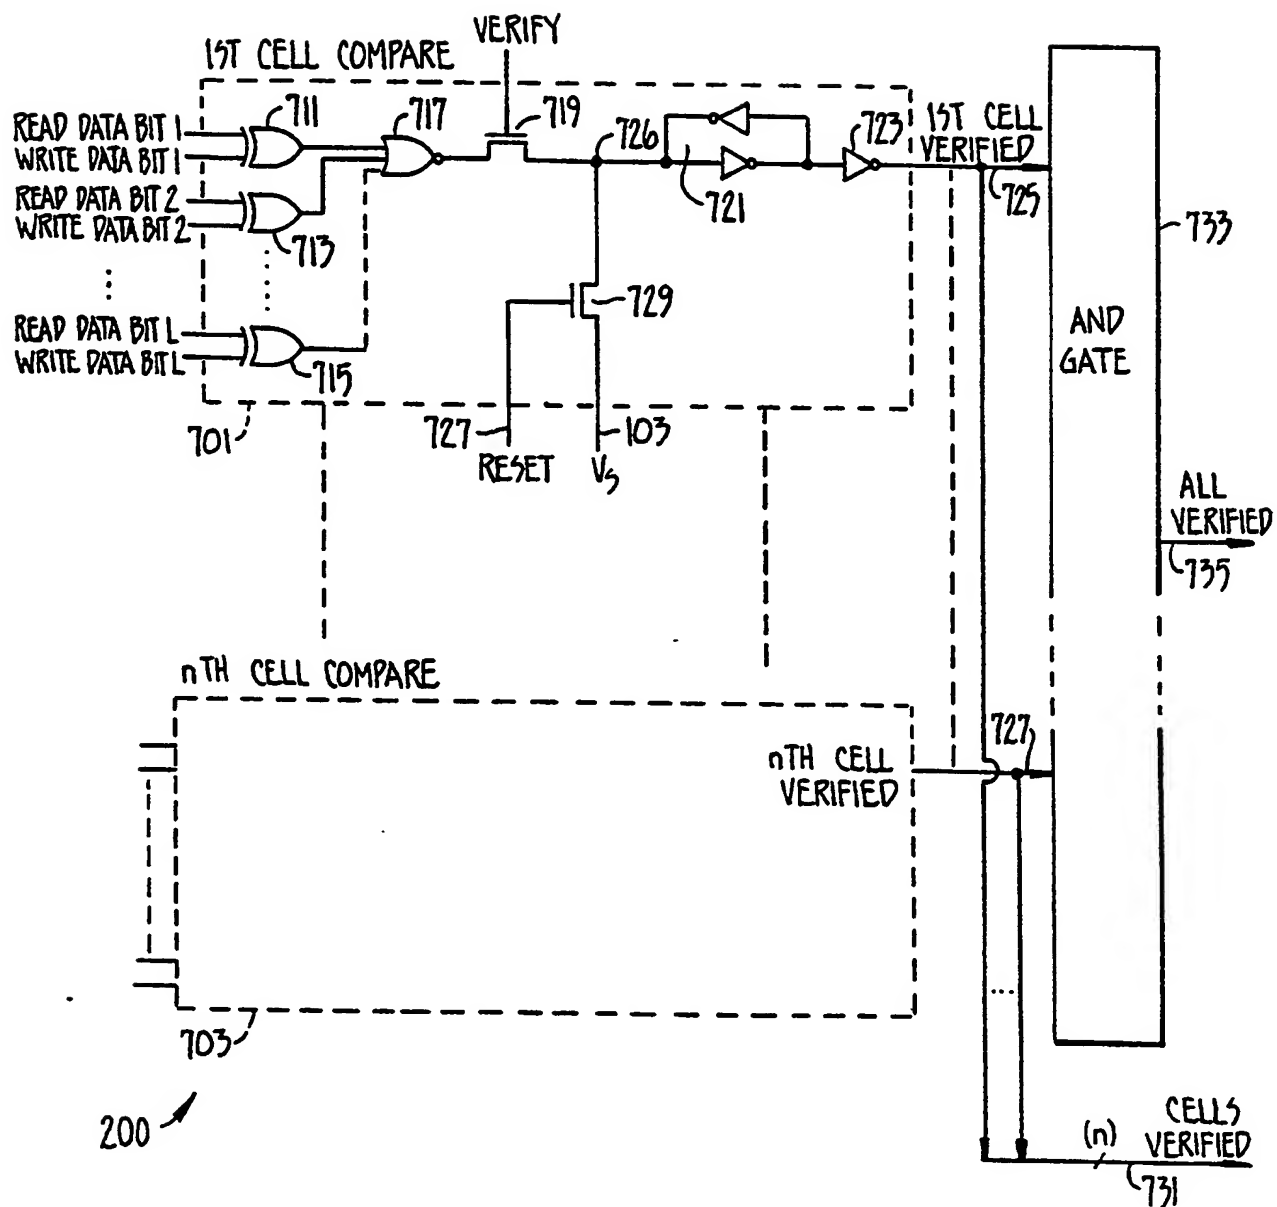 VERIFY
1ST CELL COMPARE
711
717
719
726
723
1ST CELL
VERIFIED
READ DATA BIT 1
WRITE DATA BIT 1
721
725
733
READ DATA BIT 2
WRITE DATA BIT 2
713
729
AND
GATE
READ DATA BIT L
WRITE DATA BIT L
715
701
727
103
RESET
VS
ALL
VERIFIED
735
nTH CELL COMPARE
727
nTH CELL
VERIFIED
703
200
...
(n)
CELLS
VERIFIED
731